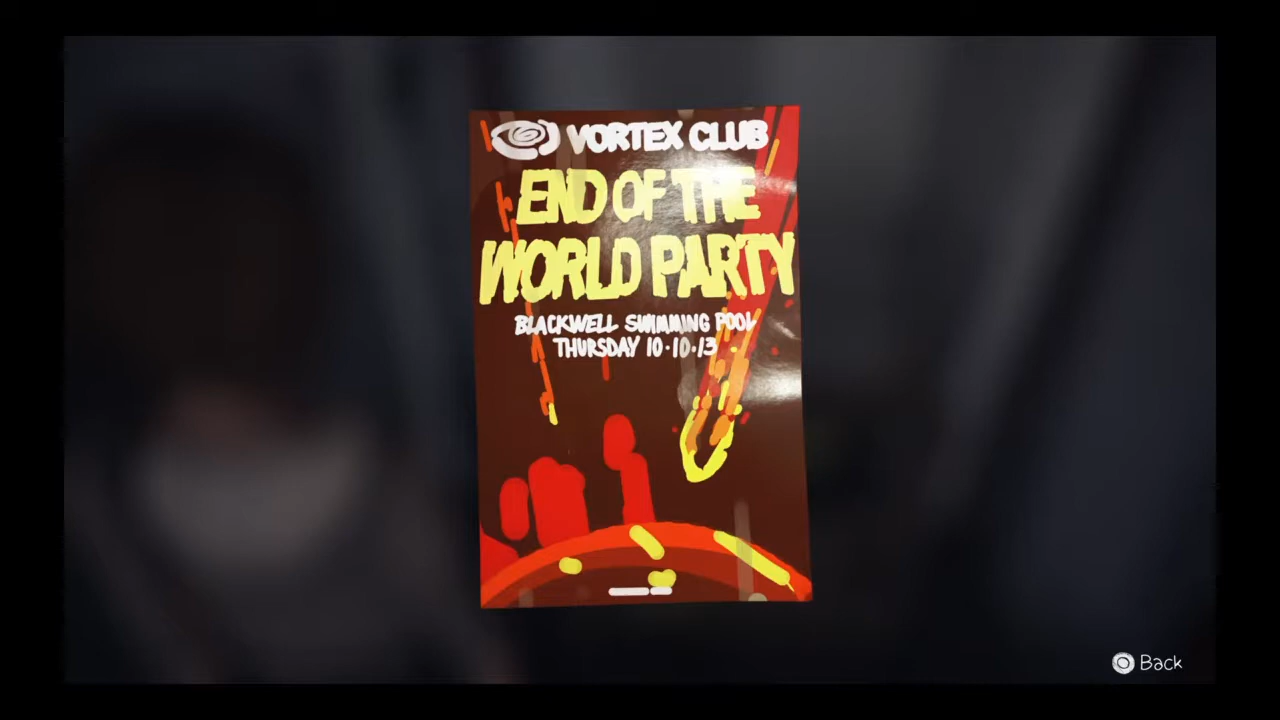 VORTEX CLUB
END OF THE
WORLD PARTY
BLACKWELL SWIMMING POOL
THURSDAY 10·10·13
Back